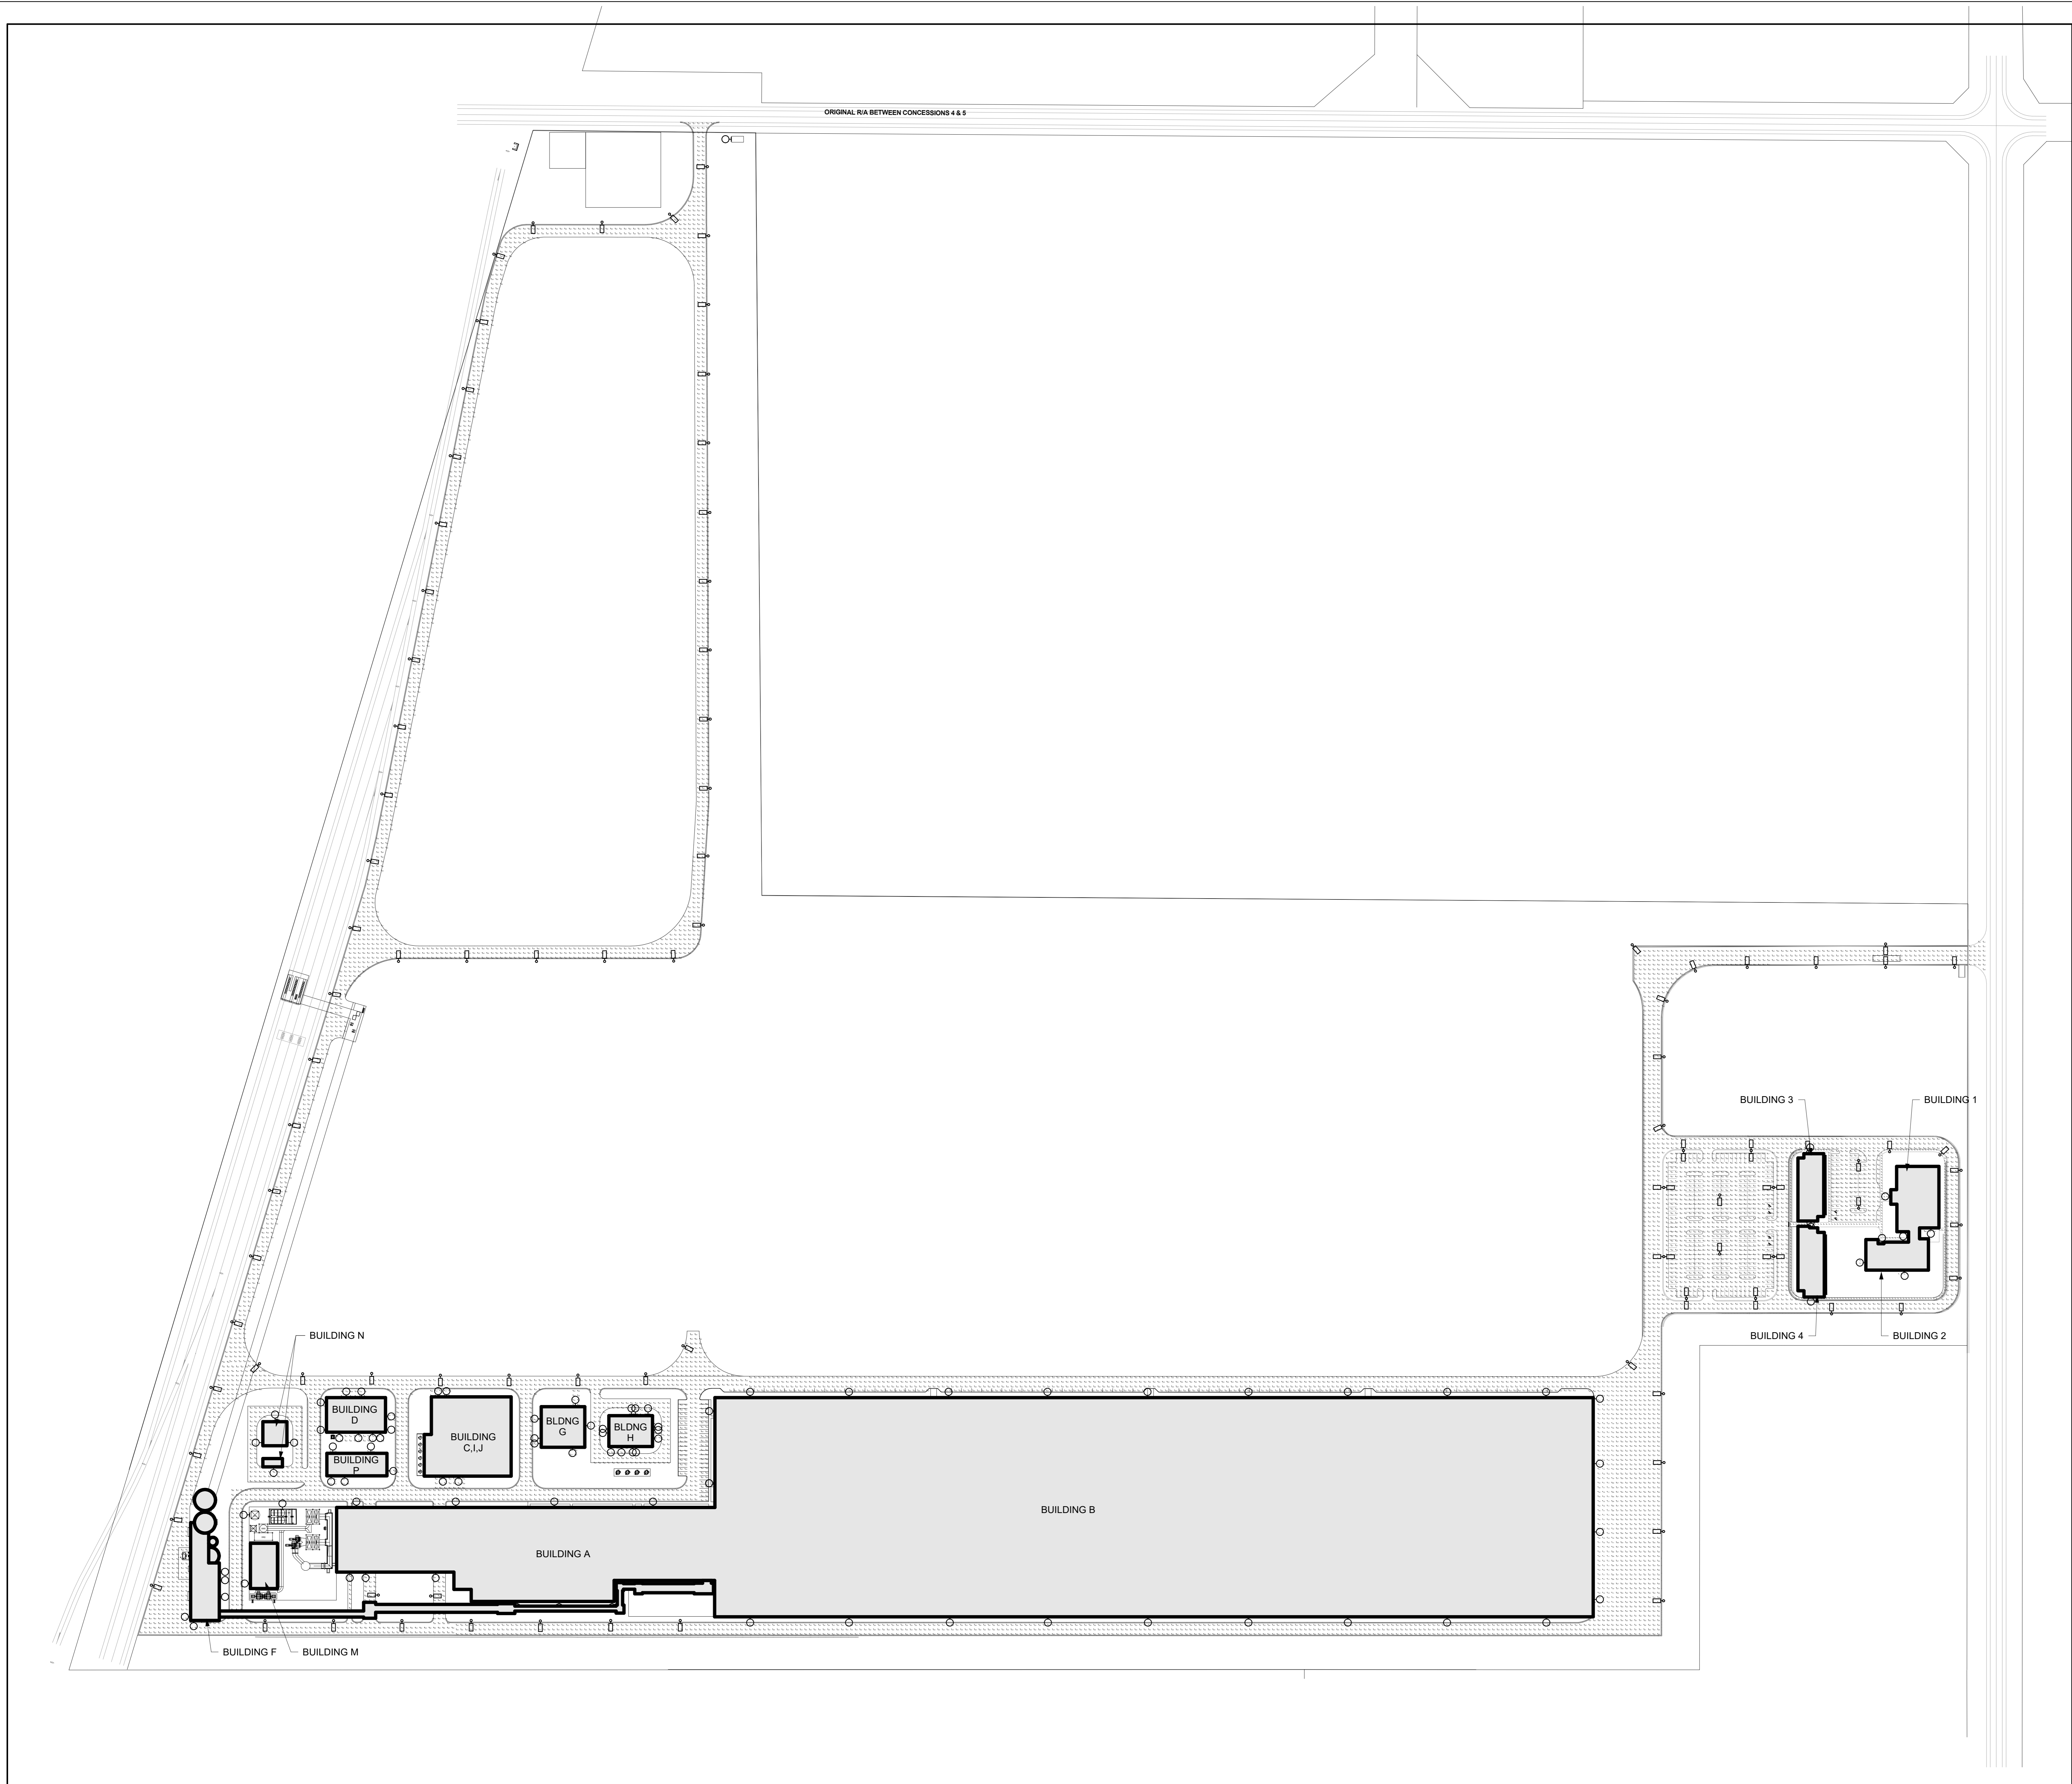 ORIGINAL R/A BETWEEN CONCESSIONS 4 & 5
BUILDING 3
BUILDING 1
BUILDING 4
BUILDING 2
BUILDING N
BUILDING
D
BUILDING
P
BUILDING
C,I,J
BLDNG
G
BLDNG
H
BUILDING B
BUILDING A
BUILDING F
BUILDING M